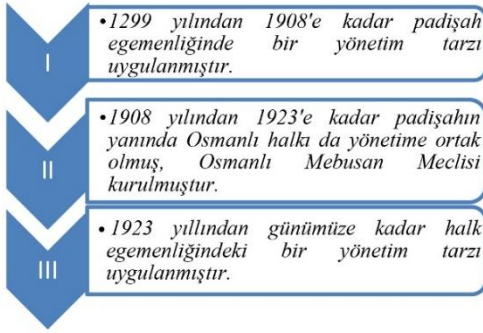 I
•1299 yılından 1908'e kadar padişah
egemenliğinde bir yönetim tarzı
uygulanmıştır.
II
•1908 yılından 1923'e kadar padişahın
yanında Osmanlı halkı da yönetime ortak
olmuş, Osmanlı Mebusan Meclisi
kurulmuştur.
III
• 1923 yıllından günümüze kadar halk
egemenliğindeki bir yönetim tarzı
uygulanmıştır.